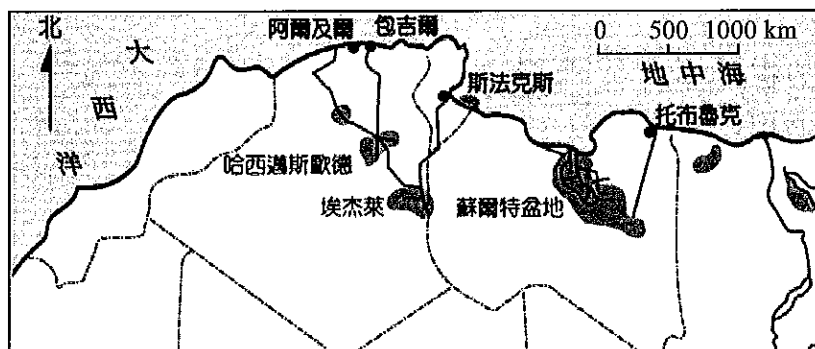 北
大
西
洋
阿爾及爾
包吉爾
0 500 1000 km
地中海
斯法克斯
托布魯克
哈西邁斯歐德
埃杰萊
蘇爾特盆地